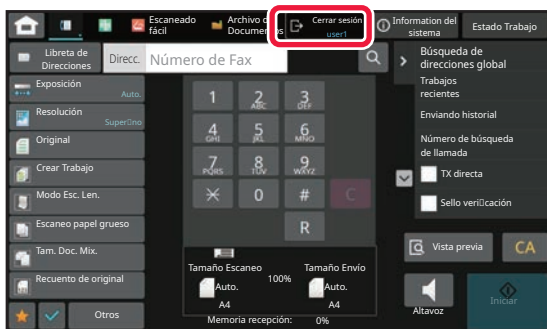 Escaneado
fácil
Archivo d
Documentos
Cerrar sesión
user1
Information del
sistema
Estado Trabajo
Libreta de
Direcciones
Direcc.
Número de Fax
Búsqueda de
direcciones global
Exposición
Auto.
Resolución
Super▯no
Original
Crear Trabajo
Modo Esc. Len.
Escaneo papel
grueso
Tam. Doc. Mix.
Recuento de
original
Otros
1
2
ABC
3
DEF
4
GHI
5
JKL
6
MNO
7
PQRS
8
TUV
9
WXYZ
0
#
C
R
Tamaño Escaneo
100%
Tamaño Envío
Auto.
A4
Auto.
A4
Memoria recepción:
0%
Trabajos
recientes
Enviando historial
Número de búsqueda
de llamada
TX directa
Sello veri▯cación
Vista previa
CA
Altavoz
Iniciar